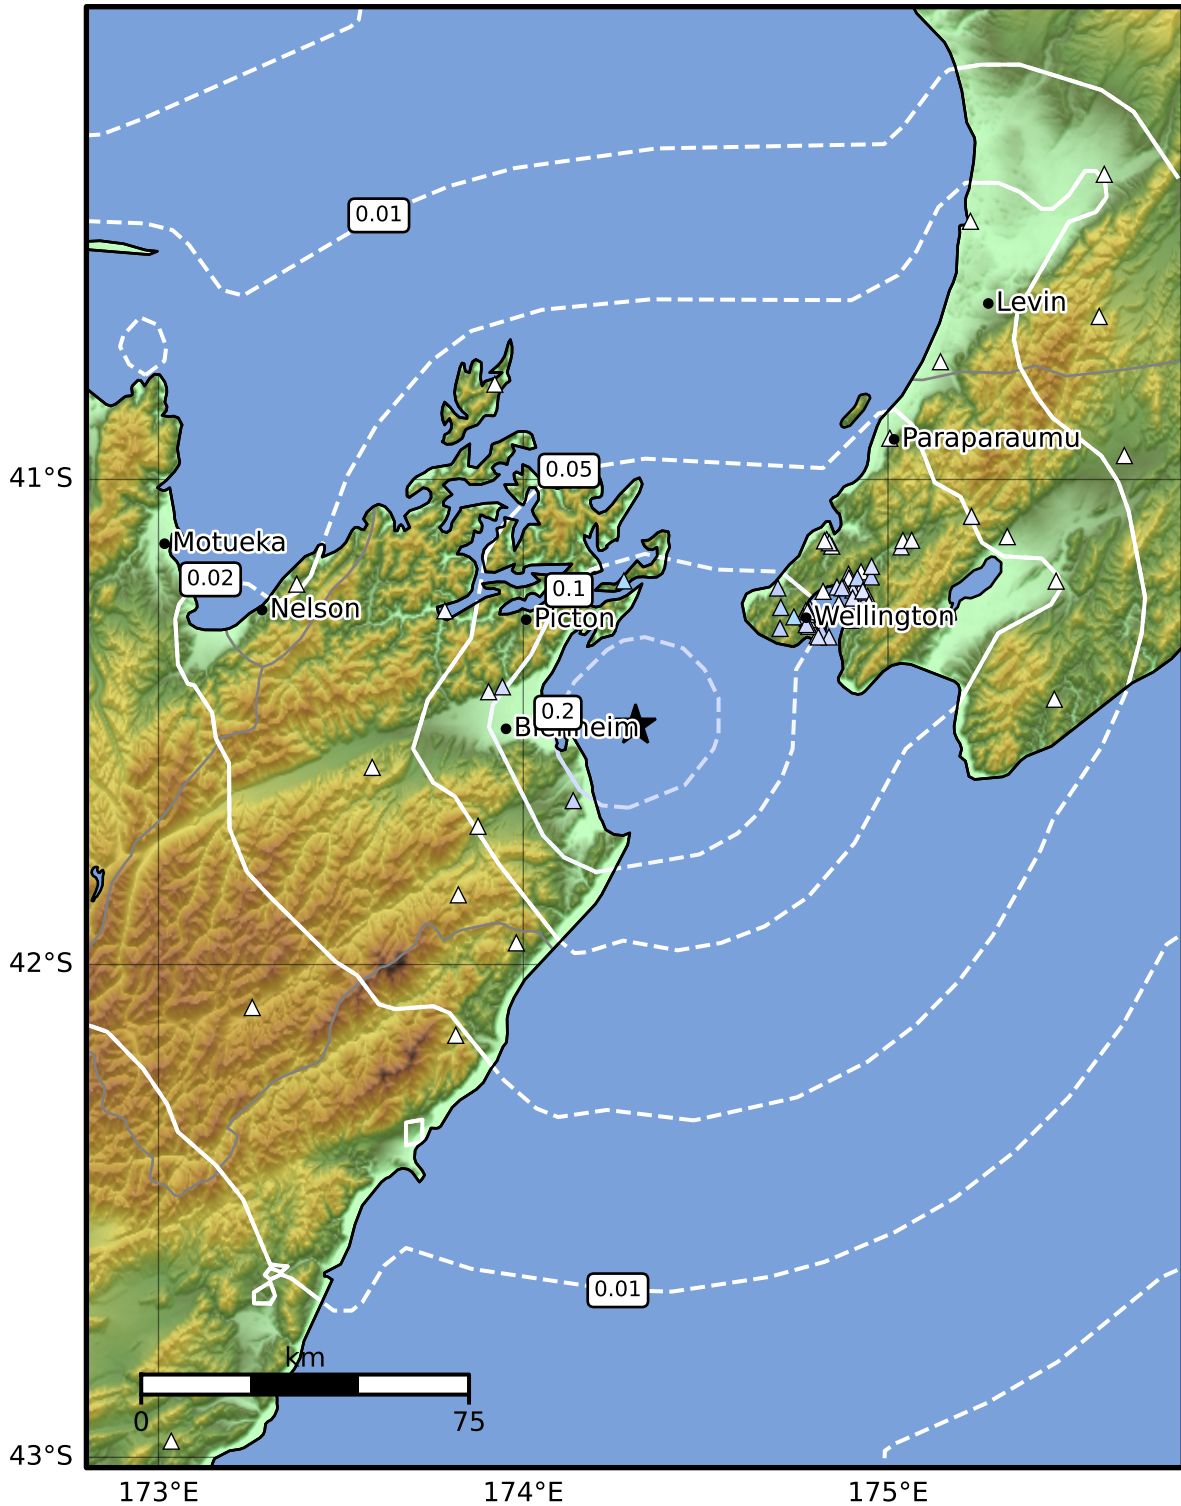 0.01
Levin
Paraparaumu
41°S
0.05
Motueka
0.02
Nelson
0.1
Picton
Wellington
0.2
Blenheim
42°S
0.01
km
0
75
43°S
173°E
174°E
175°E